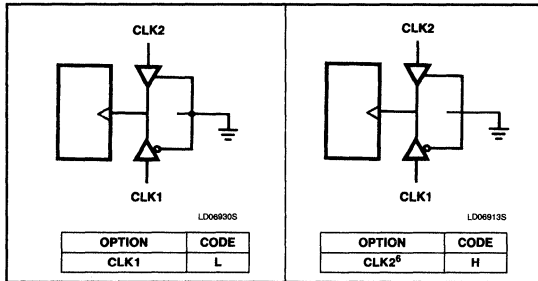 CLK2
CLK1
LD06930S
OPTION CODE
CLK1 L
CLK2
CLK1
LD06913S
OPTION CODE
CLK2⁶ H